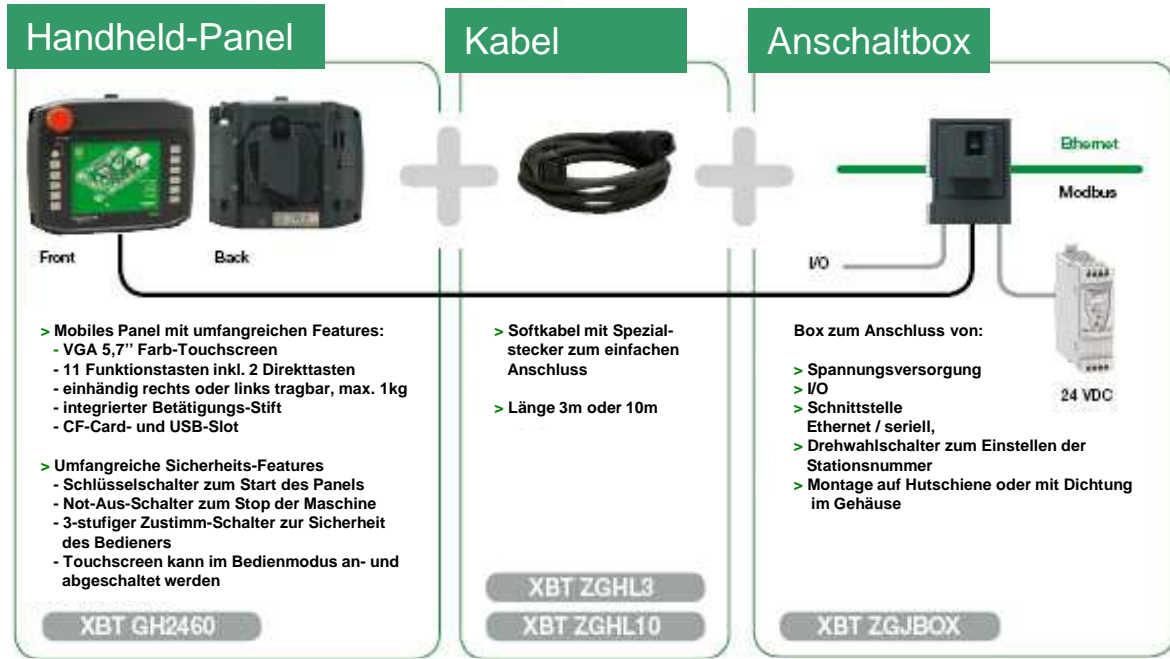 Handheld-Panel
Front
Back
> Mobiles Panel mit umfangreichen Features:
- VGA 5,7’’ Farb-Touchscreen
- 11 Funktionstasten inkl. 2 Direkttasten
- einhändig rechts oder links tragbar, max. 1kg
- integrierter Betätigungs-Stift
- CF-Card- und USB-Slot
> Umfangreiche Sicherheits-Features
- Schlüsselschalter zum Start des Panels
- Not-Aus-Schalter zum Stop der Maschine
- 3-stufiger Zustimm-Schalter zur Sicherheit
des Bedieners
- Touchscreen kann im Bedienmodus an- und
abgeschaltet werden
XBT GH2460
Kabel
> Softkabel mit Spezial-
stecker zum einfachen
Anschluss
> Länge 3m oder 10m
XBT ZGHL3
XBT ZGHL10
Anschaltbox
Ethernet
Modbus
I/O
24 VDC
Box zum Anschluss von:
> Spannungsversorgung
> I/O
> Schnittstelle
Ethernet / seriell,
> Drehwahlschalter zum Einstellen der
Stationsnummer
> Montage auf Hutschiene oder mit Dichtung
im Gehäuse
XBT ZGJBOX